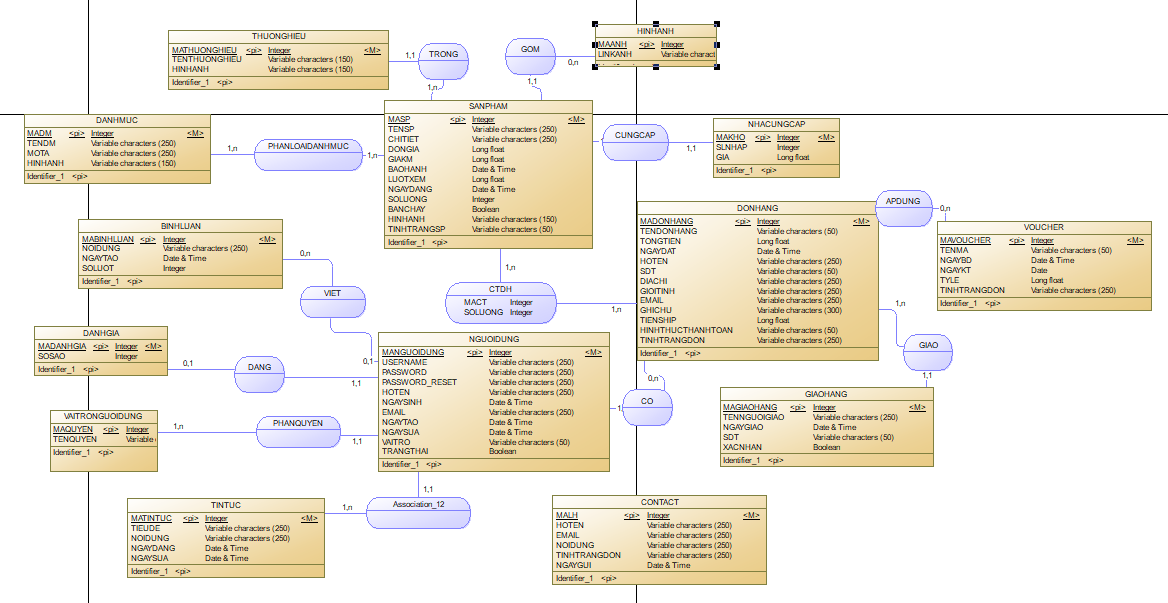 THUONGHIEU
MATHUONGHIEU <pi> Integer <M>
TENTHUONGHIEU Variable characters (150)
HINHANH Variable characters (150)
Identifier_1 <pi>
1,1
TRONG
1,n
GOM
0,n
1,1
HINHANH
MAANH <pi> Integer
LINKANH Variable charact
DANHMUC
MADM <pi> Integer <M>
TENDM Variable characters (250)
MOTA Variable characters (250)
HINHANH Variable characters (150)
Identifier_1 <pi>
1,n
PHANLOAIDANHMUC
1,n
SANPHAM
MASP <pi> Integer <M>
TENSP Variable characters (250)
CHITIET Variable characters (250)
DONGIA Long float
GIAKM Long float
BAOHANH Date & Time
LUOTXEM Long float
NGAYDANG Date & Time
SOLUONG Integer
BANCHAY Boolean
HINHANH Variable characters (150)
TINHTRANGSP Variable characters (50)
Identifier_1 <pi>
CUNGCAP
1,1
NHACUNGCAP
MAKHO <pi> Integer <M>
SLNHAP Integer
GIA Long float
Identifier_1 <pi>
BINHLUAN
MABINHLUAN <pi> Integer <M>
NOIDUNG Variable characters (250)
NGAYTAO Date & Time
SOLUOT Integer
Identifier_1 <pi>
0,n
VIET
0,1
1,n
CTDH
MACT Integer
SOLUONG Integer
1,n
DONHANG
MADONHANG <pi> Integer <M>
TENDONHANG Variable characters (50)
TONGTIEN Long float
NGAYDAT Date & Time
HOTEN Variable characters (250)
SDT Variable characters (50)
DIACHI Variable characters (250)
GIOITINH Variable characters (250)
EMAIL Variable characters (250)
GHICHU Variable characters (300)
TIENSHIP Long float
HINHTHUCTHANHTOAN Variable characters (50)
TINHTRANGDON Variable characters (250)
Identifier_1 <pi>
APDUNG
0,n
VOUCHER
MAVOUCHER <pi> Integer <M>
TENMA Variable characters (50)
NGAYBD Date & Time
NGAYKT Date
TYLE Long float
TINHTRANGDON Variable characters (250)
Identifier_1 <pi>
1,n
GIAO
1,1
DANHGIA
MADANHGIA <pi> Integer <M>
SOSAO Integer
Identifier_1 <pi>
0,1
DANG
1,1
NGUOIDUNG
MANGUOIDUNG <pi> Integer <M>
USERNAME Variable characters (250)
PASSWORD Variable characters (250)
PASSWORD_RESET Variable characters (250)
HOTEN Variable characters (250)
NGAYSINH Date & Time
EMAIL Variable characters (250)
NGAYTAO Date & Time
NGAYSUA Date & Time
VAITRO Variable characters (50)
TRANGTHAI Boolean
Identifier_1 <pi>
0,n
CO
GIAOHANG
MAGIAOHANG <pi> Integer <M>
TENNGUOIGIAO Variable characters (250)
NGAYGIAO Date & Time
SDT Variable characters (50)
XACNHAN Boolean
Identifier_1 <pi>
VAITRONGUOIDUNG
MAQUYEN <pi> Integer
TENQUYEN Variable
Identifier_1 <pi>
1,n
PHANQUYEN
1,1
1,1
TINTUC
MATINTUC <pi> Integer <M>
TIEUDE Variable characters (250)
NOIDUNG Variable characters (250)
NGAYDANG Date & Time
NGAYSUA Date & Time
Identifier_1 <pi>
1,n
Association_12
CONTACT
MALH <pi> Integer <M>
HOTEN Variable characters (250)
EMAIL Variable characters (250)
NOIDUNG Variable characters (250)
TINHTRANGDON Variable characters (250)
NGAYGUI Date & Time
Identifier_1 <pi>